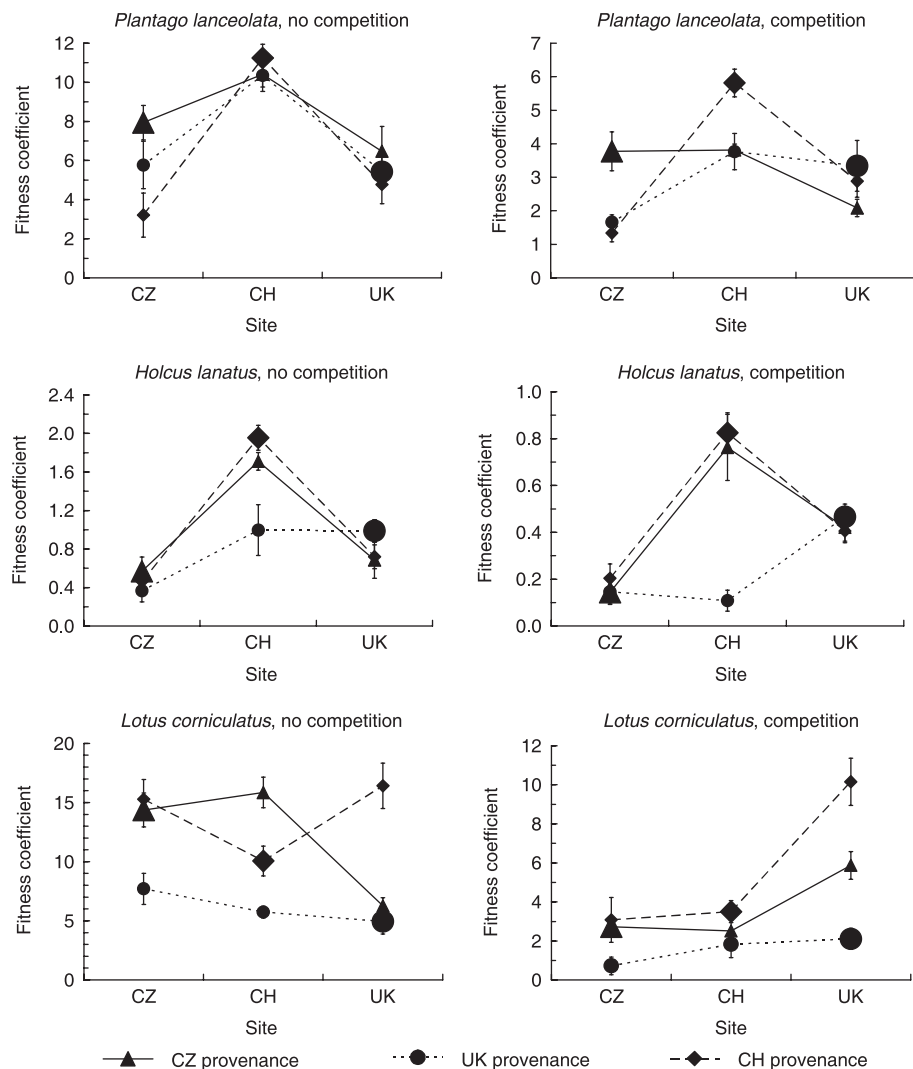 Plantago lanceolata, no competition
12
10
8
6
4
2
0
Fitness coefficient
CZ CH UK
Site
Plantago lanceolata, competition
7
6
5
4
3
2
1
0
Fitness coefficient
CZ CH UK
Site
Holcus lanatus, no competition
2.4
2.0
1.6
1.2
0.8
0.4
0.0
Fitness coefficient
CZ CH UK
Site
Holcus lanatus, competition
1.0
0.8
0.6
0.4
0.2
0.0
Fitness coefficient
CZ CH UK
Site
Lotus corniculatus, no competition
20
15
10
5
0
Fitness coefficient
CZ CH UK
Site
Lotus corniculatus, competition
12
10
8
6
4
2
0
Fitness coefficient
CZ CH UK
Site
CZ provenance UK provenance CH provenance